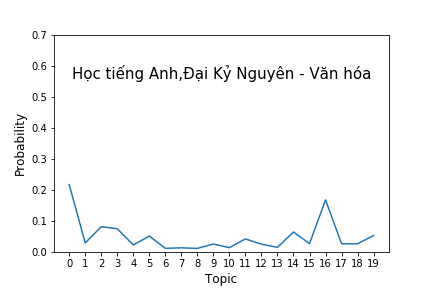 0.7
Học tiếng Anh,Đại Kỷ Nguyên - Văn hóa
0.6
0.5
0.4
0.3
0.2
0.1
0.0
Probability
0 1 2 3 4 5 6 7 8 9 10 11 12 13 14 15 16 17 18 19
Topic